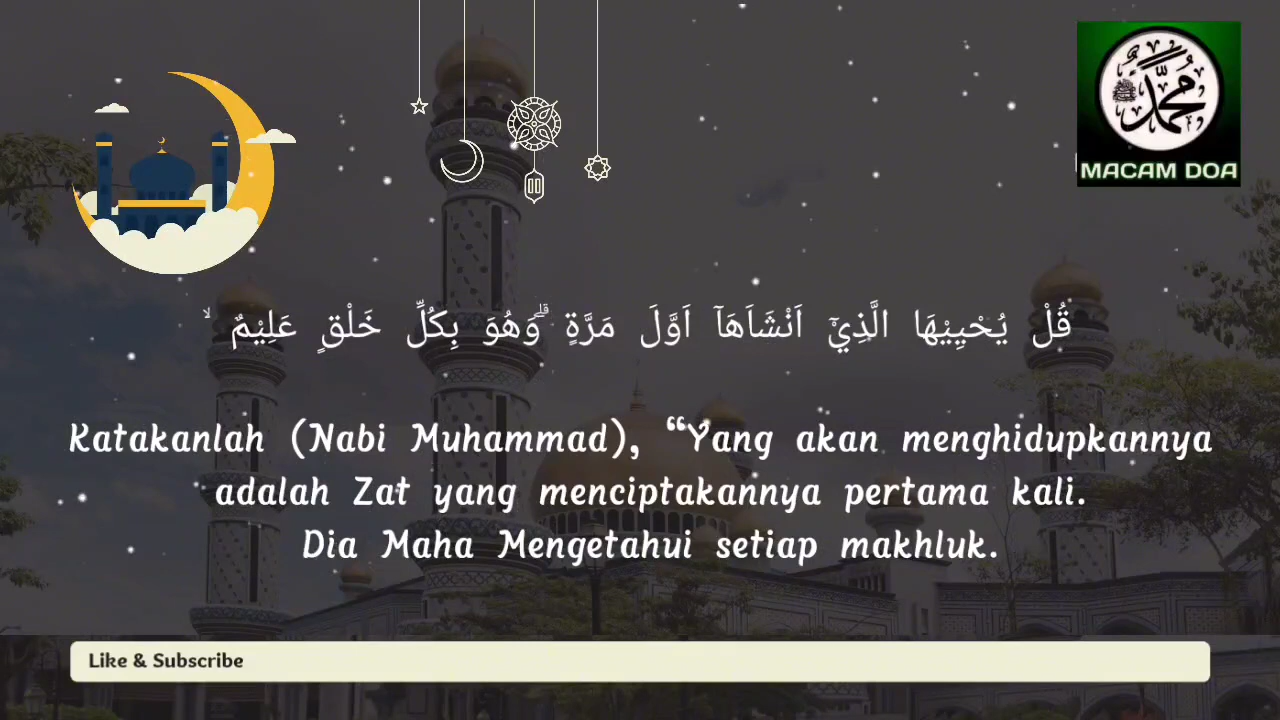 محمد
MACAM DOA
قُلْ يُحْيِيْهَا الَّذِيْٓ اَنْشَاَهَآ اَوَّلَ مَرَّةٍ ۗوَهُوَ بِكُلِّ خَلْقٍ عَلِيْمٌ ۙ
Katakanlah (Nabi Muhammad), “Yang akan menghidupkannya
adalah Zat yang menciptakannya pertama kali.
Dia Maha Mengetahui setiap makhluk.
Like & Subscribe